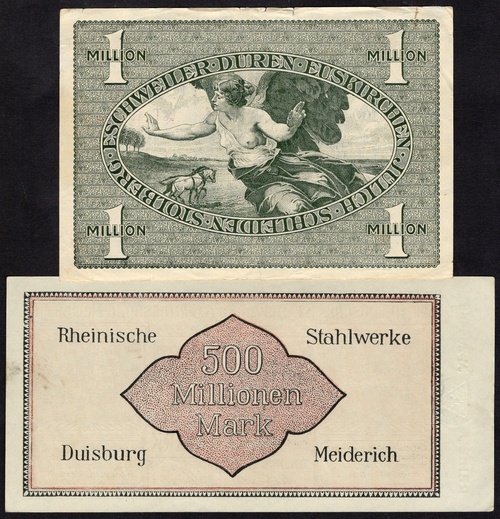 1 MILLION
1 MILLION
ESCHWEILER · DUREN · EUSKIRCHEN · JÜLICH · SCHLEIDEN · STOLBERG ·
1 MILLION
1 MILLION
Rheinische Stahlwerke
500
Millionen
Mark
Duisburg Meiderich